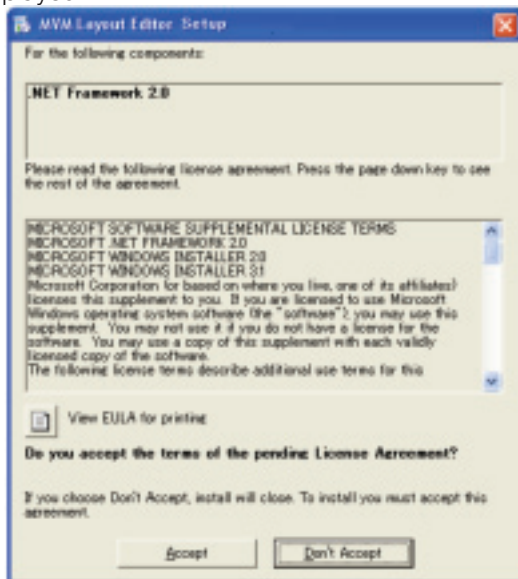 MVM Layout Editor Setup
For the following components:
.NET Framework 2.0
Please read the following license agreement. Press the page down key to see
the rest of the agreement.
MICROSOFT SOFTWARE SUPPLEMENTAL LICENSE TERMS
MICROSOFT .NET FRAMEWORK 2.0
MICROSOFT WINDOWS INSTALLER 2.0
MICROSOFT WINDOWS INSTALLER 3.1
Microsoft Corporation (or based on where you live, one of its affiliates)
licenses this supplement to you. If you are licensed to use Microsoft
Windows operating system software (the "software"), you may use this
supplement. You may not use it if you do not have a license for the
software. You may use a copy of this supplement with each validly
licensed copy of the software.
The following license terms describe additional use terms for this
View EULA for printing
Do you accept the terms of the pending License Agreement?
If you choose Don't Accept, install will close. To install you must accept this
agreement.
Accept
Don't Accept